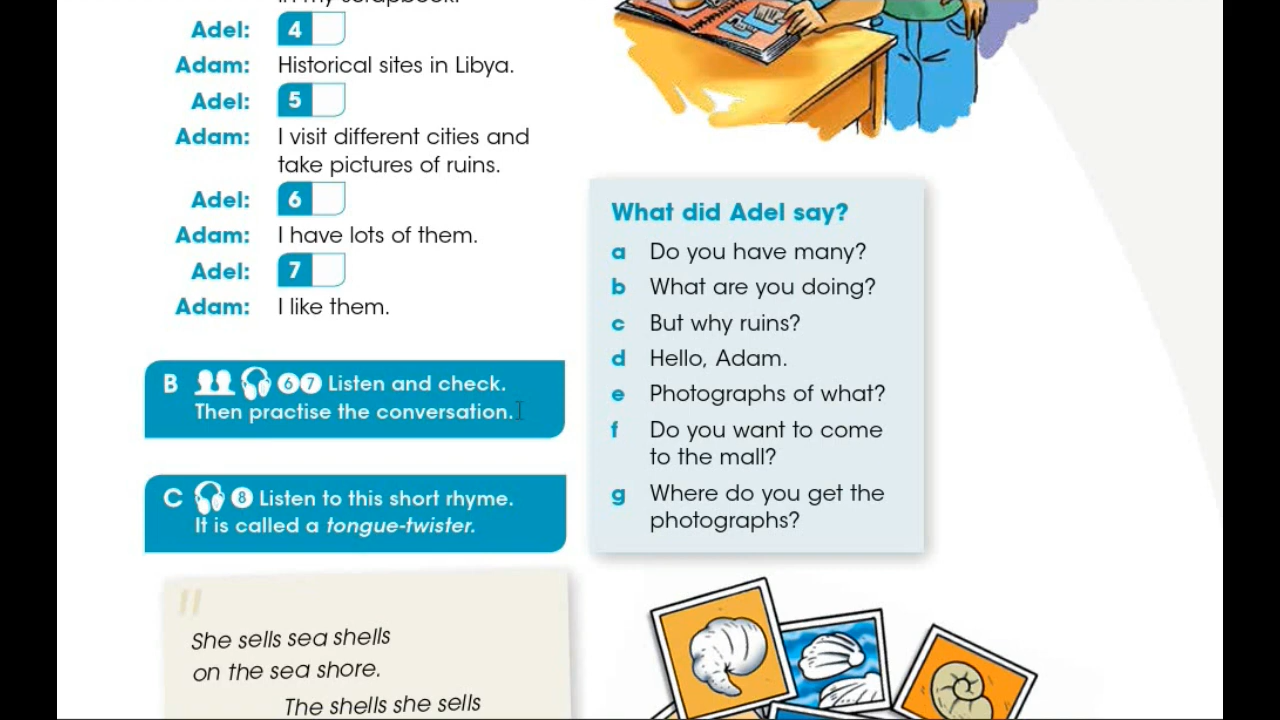 in my scrapbook.
Adel: 4
Adam: Historical sites in Libya.
Adel: 5
Adam: I visit different cities and
take pictures of ruins.
Adel: 6
Adam: I have lots of them.
Adel: 7
Adam: I like them.
B 6 7 Listen and check.
Then practise the conversation.
C 8 Listen to this short rhyme.
It is called a tongue-twister.
"
She sells sea shells
on the sea shore.
The shells she sells
What did Adel say?
a Do you have many?
b What are you doing?
c But why ruins?
d Hello, Adam.
e Photographs of what?
f Do you want to come
to the mall?
g Where do you get the
photographs?